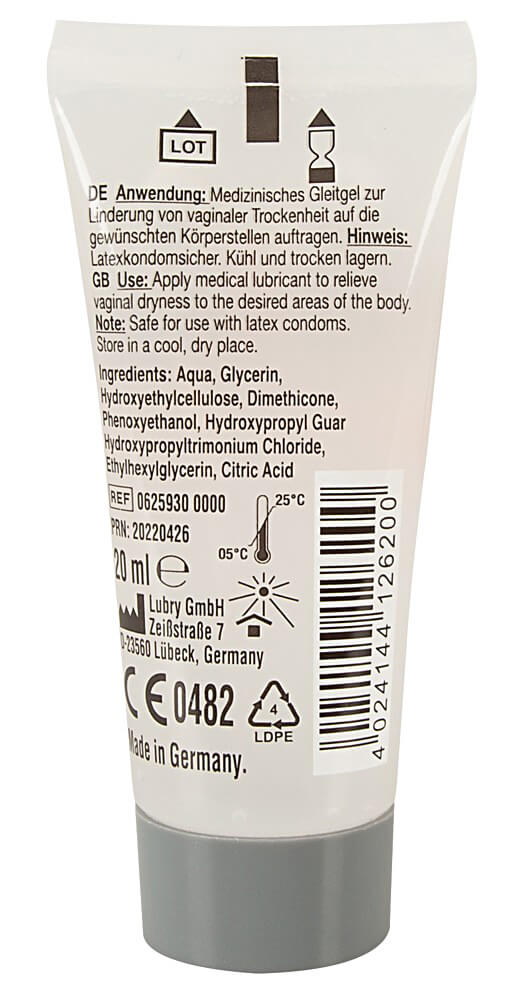 LOT
DE Anwendung: Medizinisches Gleitgel zur
Linderung von vaginaler Trockenheit auf die
gewünschten Körperstellen auftragen. Hinweis:
Latexkondomsicher. Kühl und trocken lagern.
GB Use: Apply medical lubricant to relieve
vaginal dryness to the desired areas of the body.
Note: Safe for use with latex condoms.
Store in a cool, dry place.
Ingredients: Aqua, Glycerin,
Hydroxyethylcellulose, Dimethicone,
Phenoxyethanol, Hydroxypropyl Guar
Hydroxypropyltrimonium Chloride,
Ethylhexylglycerin, Citric Acid
REF 0625930 0000
25°C
PRN: 20220426
05°C
20 ml e
Lubry GmbH
Zeißstraße 7
D-23560 Lübeck, Germany
CE 0482
4
LDPE
Made in Germany.
4 024144 126200